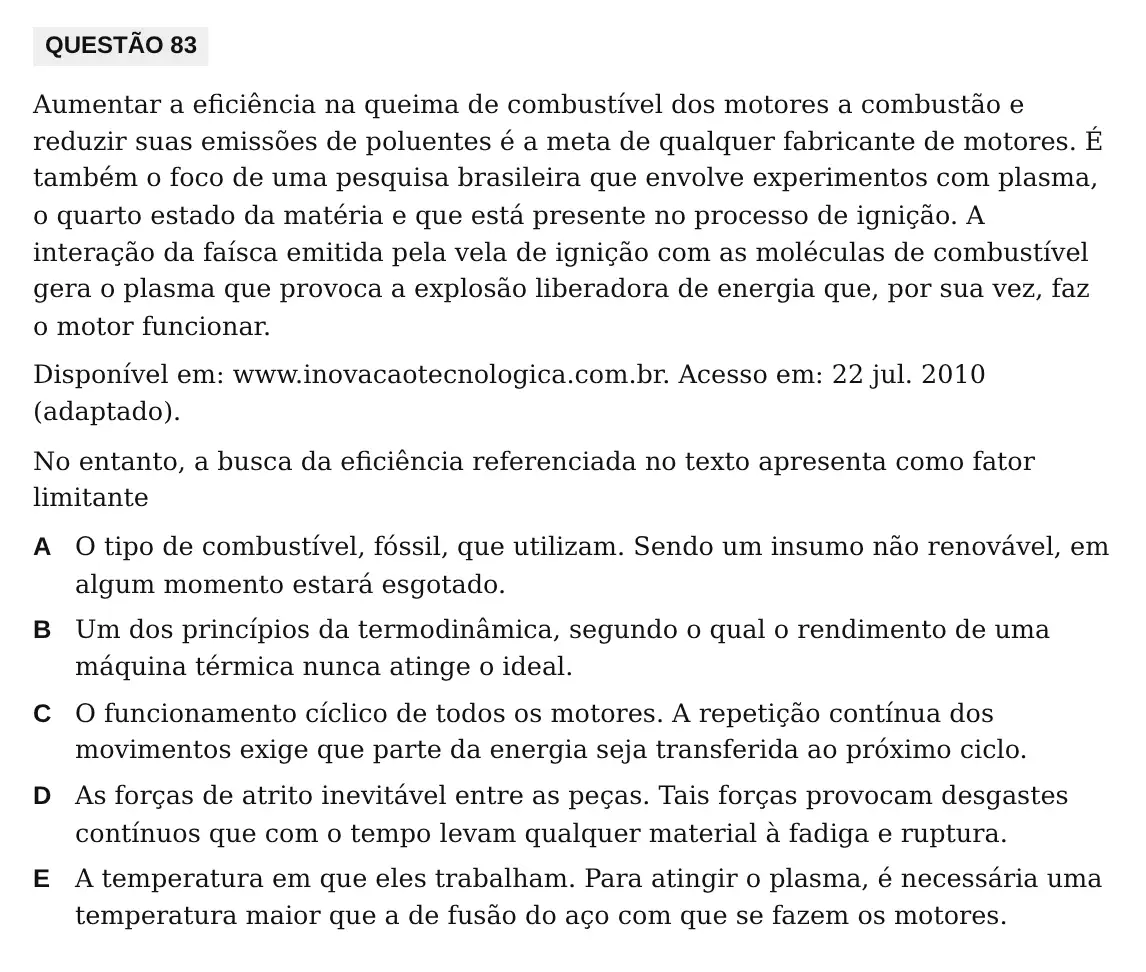 QUESTÃO 83
Aumentar a eficiência na queima de combustível dos motores a combustão e
reduzir suas emissões de poluentes é a meta de qualquer fabricante de motores. É
também o foco de uma pesquisa brasileira que envolve experimentos com plasma,
o quarto estado da matéria e que está presente no processo de ignição. A
interação da faísca emitida pela vela de ignição com as moléculas de combustível
gera o plasma que provoca a explosão liberadora de energia que, por sua vez, faz
o motor funcionar.
Disponível em: www.inovacaotecnologica.com.br. Acesso em: 22 jul. 2010
(adaptado).
No entanto, a busca da eficiência referenciada no texto apresenta como fator
limitante
A O tipo de combustível, fóssil, que utilizam. Sendo um insumo não renovável, em
algum momento estará esgotado.
B Um dos princípios da termodinâmica, segundo o qual o rendimento de uma
máquina térmica nunca atinge o ideal.
C O funcionamento cíclico de todos os motores. A repetição contínua dos
movimentos exige que parte da energia seja transferida ao próximo ciclo.
D As forças de atrito inevitável entre as peças. Tais forças provocam desgastes
contínuos que com o tempo levam qualquer material à fadiga e ruptura.
E A temperatura em que eles trabalham. Para atingir o plasma, é necessária uma
temperatura maior que a de fusão do aço com que se fazem os motores.